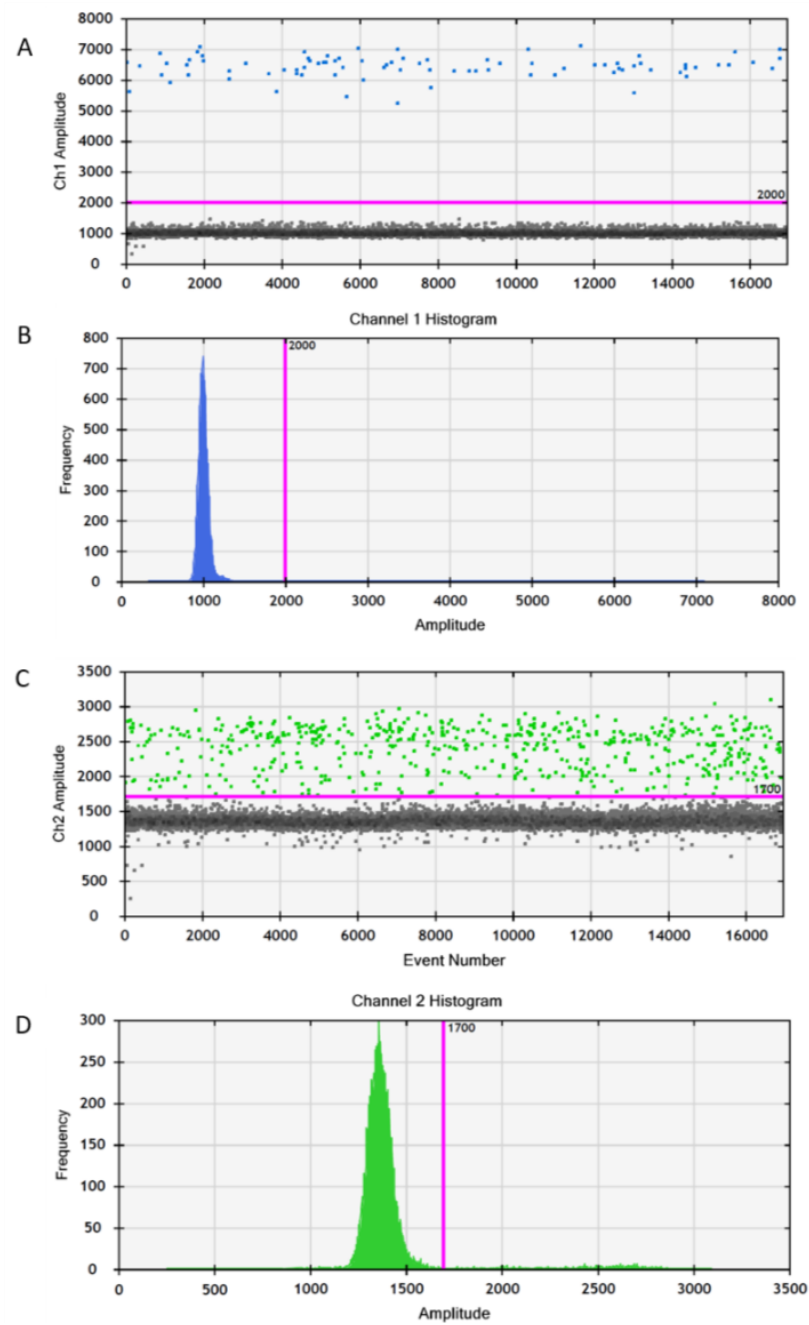 A
8000
7000
6000
5000
4000
3000
2000
1000
0
Ch1 Amplitude
2000
0 2000 4000 6000 8000 10000 12000 14000 16000
B
Channel 1 Histogram
800
700
600
500
400
300
200
100
0
Frequency
2000
0 1000 2000 3000 4000 5000 6000 7000 8000
Amplitude
C
3500
3000
2500
2000
1500
1000
500
0
Ch2 Amplitude
1700
0 2000 4000 6000 8000 10000 12000 14000 16000
Event Number
D
Channel 2 Histogram
300
250
200
150
100
50
0
Frequency
1700
0 500 1000 1500 2000 2500 3000 3500
Amplitude